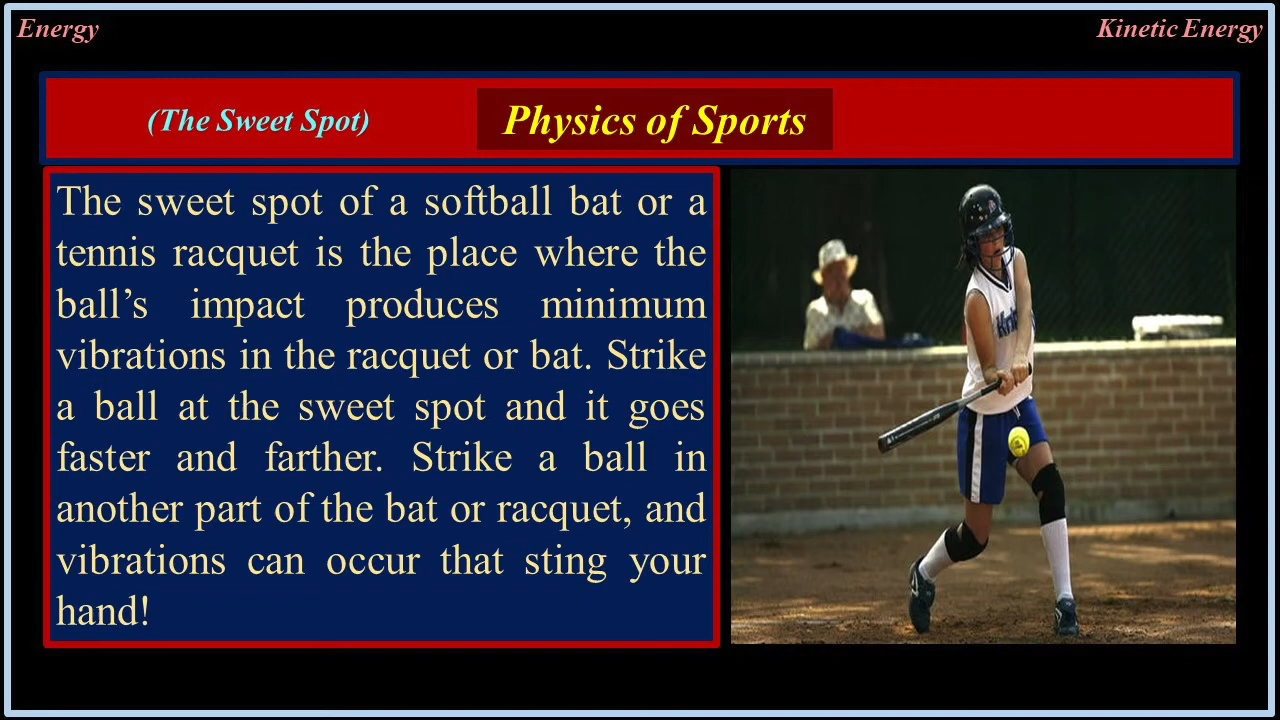 Energy
Kinetic Energy
(The Sweet Spot)
Physics of Sports
The sweet spot of a softball bat or a
tennis racquet is the place where the
ball’s impact produces minimum
vibrations in the racquet or bat. Strike
a ball at the sweet spot and it goes
faster and farther. Strike a ball in
another part of the bat or racquet, and
vibrations can occur that sting your
hand!